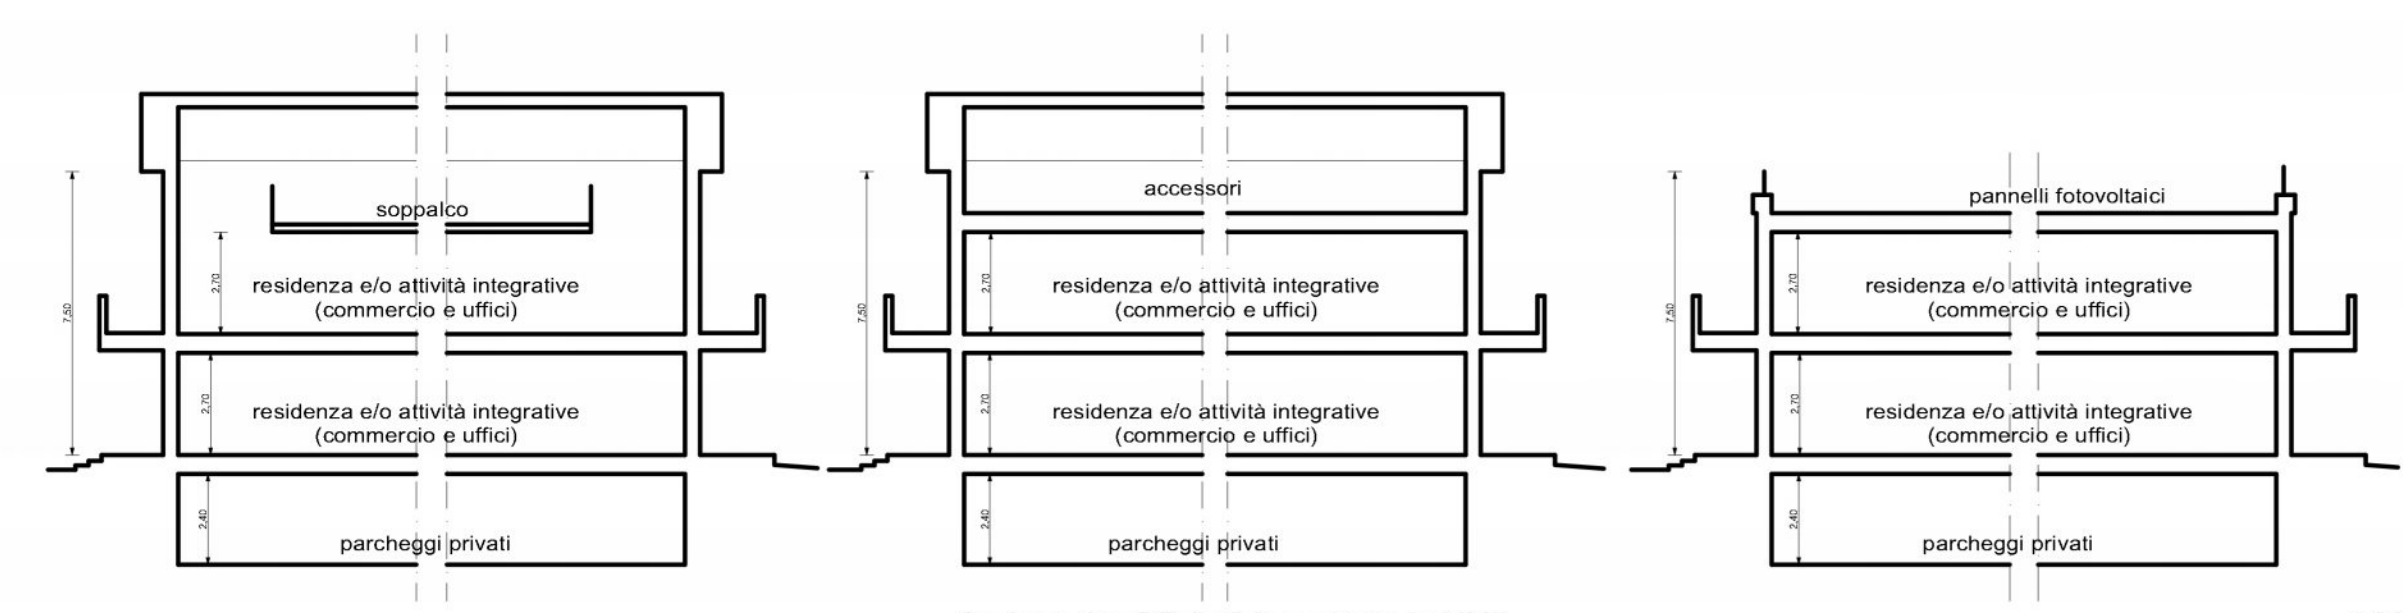 soppalco
2,70
residenza e/o attività integrative
(commercio e uffici)
7,50
2,70
residenza e/o attività integrative
(commercio e uffici)
2,40
parcheggi privati
accessori
2,70
residenza e/o attività integrative
(commercio e uffici)
7,50
2,70
residenza e/o attività integrative
(commercio e uffici)
2,40
parcheggi privati
pannelli fotovoltaici
2,70
residenza e/o attività integrative
(commercio e uffici)
7,50
2,70
residenza e/o attività integrative
(commercio e uffici)
2,40
parcheggi privati